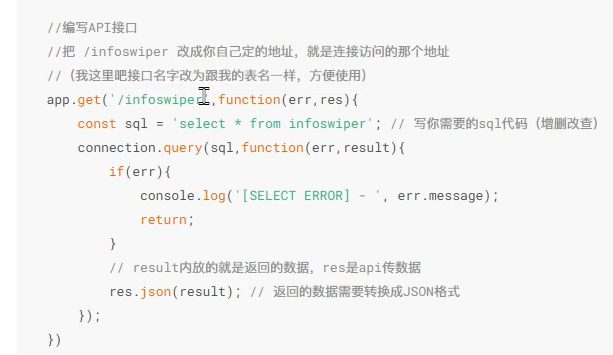 //编写API接口
//把 /infoswiper 改成你自己定的地址，就是连接访问的那个地址
//（我这里吧接口名字改为跟我的表名一样，方便使用）
app.get('/infoswiper',function(err,res){
const sql = 'select * from infoswiper'; // 写你需要的sql代码（增删改查）
connection.query(sql,function(err,result){
if(err){
console.log('[SELECT ERROR] - ', err.message);
return;
}
// result内放的就是返回的数据，res是api传数据
res.json(result); // 返回的数据需要转换成JSON格式
});
})